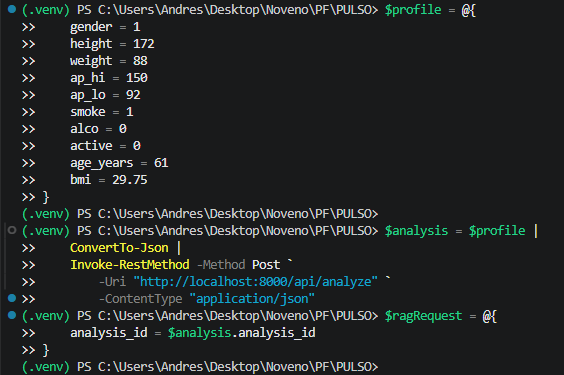 (.venv) PS C:\Users\Andres\Desktop\Noveno\PF\PULSO> $profile = @{
>>     gender = 1
>>     height = 172
>>     weight = 88
>>     ap_hi = 150
>>     ap_lo = 92
>>     smoke = 1
>>     alco = 0
>>     active = 0
>>     age_years = 61
>>     bmi = 29.75
>> }
(.venv) PS C:\Users\Andres\Desktop\Noveno\PF\PULSO>
(.venv) PS C:\Users\Andres\Desktop\Noveno\PF\PULSO> $analysis = $profile |
>>     ConvertTo-Json |
>>     Invoke-RestMethod -Method Post `
>>         -Uri "http://localhost:8000/api/analyze" `
>>         -ContentType "application/json"
(.venv) PS C:\Users\Andres\Desktop\Noveno\PF\PULSO> $ragRequest = @{
>>     analysis_id = $analysis.analysis_id
>> }
(.venv) PS C:\Users\Andres\Desktop\Noveno\PF\PULSO>